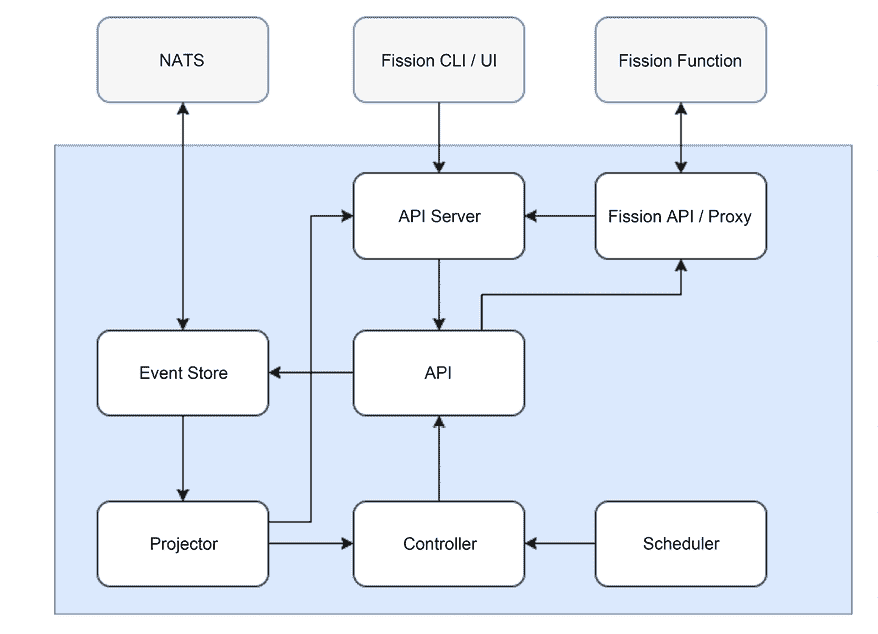 NATS
Fission CLI / UI
Fission Function
API Server
Fission API / Proxy
Event Store
API
Projector
Controller
Scheduler